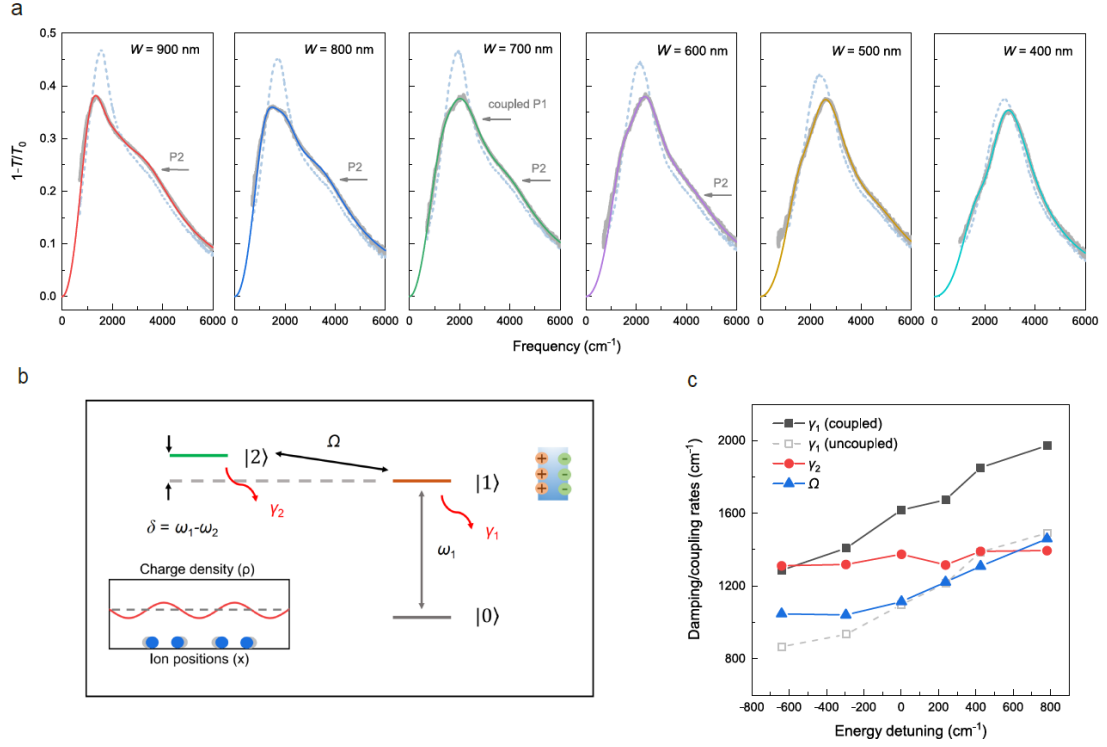 a
W = 900 nm
W = 800 nm
W = 700 nm
W = 600 nm
W = 500 nm
W = 400 nm
0.5
0.4
0.3
0.2
0.1
0.0
1-T/T₀
P2
P2
coupled P1
P2
P2
0 2000 4000 6000
0 2000 4000 6000
0 2000 4000 6000
0 2000 4000 6000
0 2000 4000 6000
0 2000 4000 6000
Frequency (cm⁻¹)
b
Ω
|2⟩
|1⟩
γ₂
γ₁
δ = ω₁-ω₂
ω₁
|0⟩
+ −
+ −
+ −
Charge density (ρ)
Ion positions (x)
c
γ₁ (coupled)
γ₁ (uncoupled)
γ₂
Ω
2000
1600
1200
800
Damping/coupling rates (cm⁻¹)
-800 -600 -400 -200 0 200 400 600 800
Energy detuning (cm⁻¹)